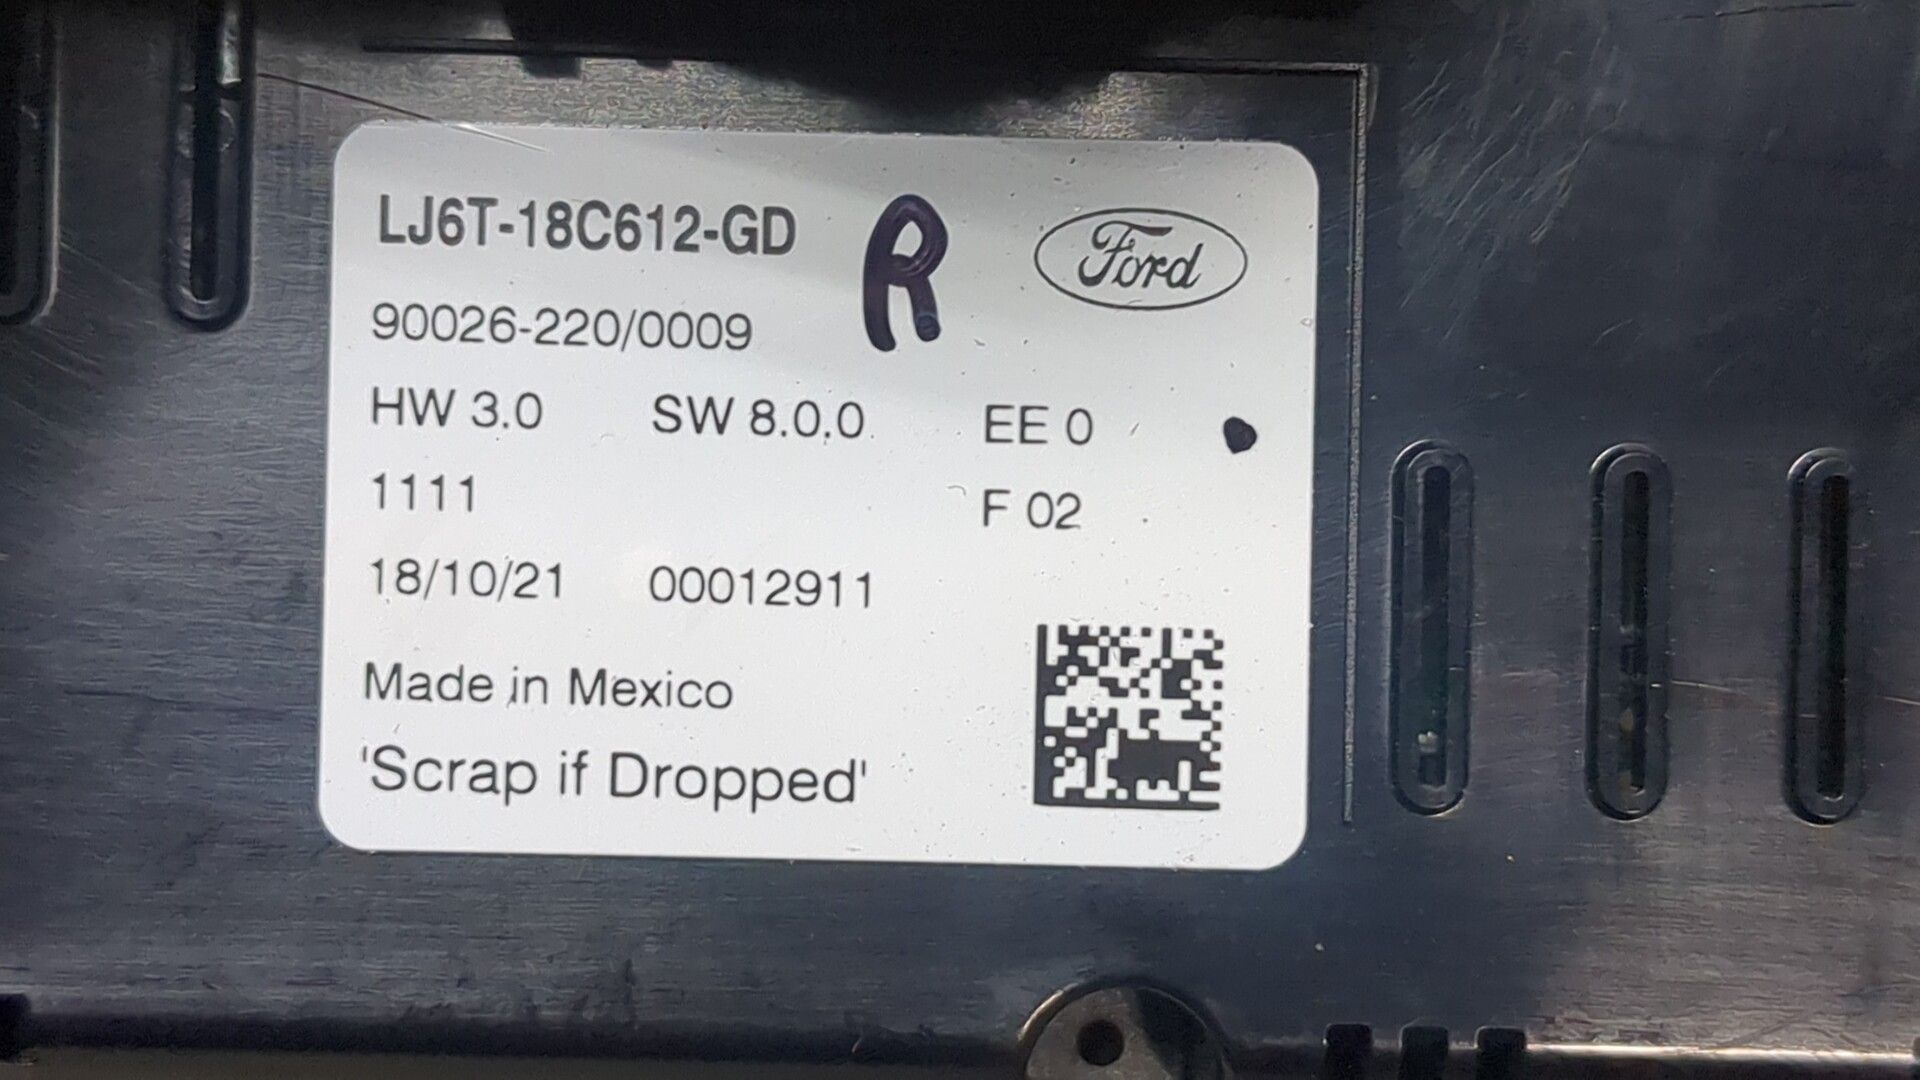 LJ6T-18C612-GD R Ford
90026-220/0009
HW 3.0 SW 8.0.0 EE 0
1111 F 02
18/10/21 00012911
Made in Mexico
'Scrap if Dropped'